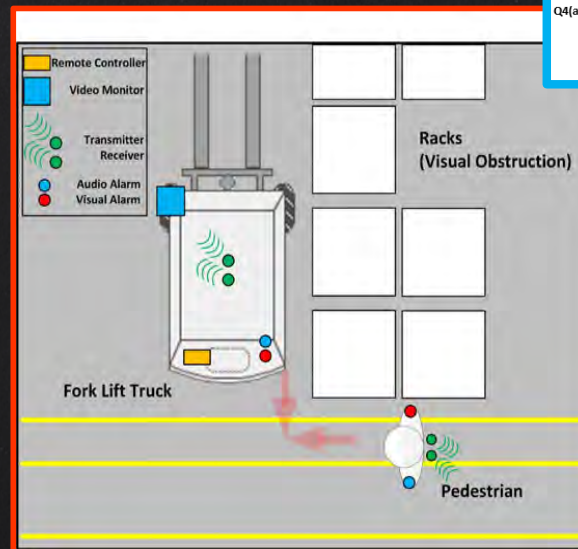 Q4(a
Remote Controller
Video Monitor
Transmitter
Receiver
Audio Alarm
Visual Alarm
Racks
(Visual Obstruction)
Fork Lift Truck
Pedestrian